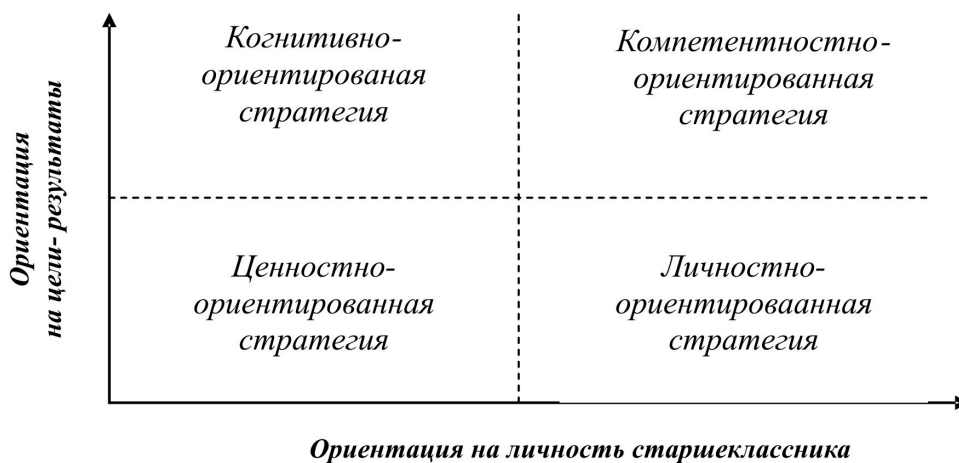 Когнитивно-
ориентированая
стратегия
Компетентностно-
ориентированная
стратегия
Ориентация
на цели- результаты
Ценностно-
ориентированная
стратегия
Личностно-
ориентироваанная
стратегия
Ориентация на личность старшеклассника